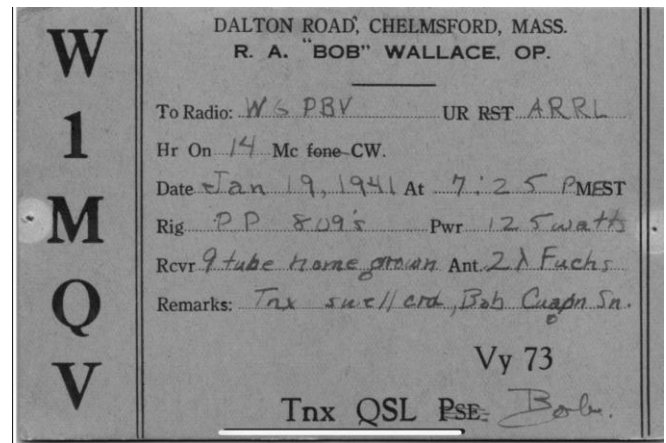 W1MQV
DALTON ROAD, CHELMSFORD, MASS.
R. A. "BOB" WALLACE, OP.
To Radio: W6PBV UR RST ARRL
Hr On 14 Mc fone CW.
Date Jan 19, 1941 At 7:25 PM EST
Rig PP 809's Pwr 125 watts
Rcvr 9 tube home grown Ant. 2λ Fuchs
Remarks: Tnx swell crd, Bob Cuagn Sn.
Vy 73
Tnx QSL PSE Bob.